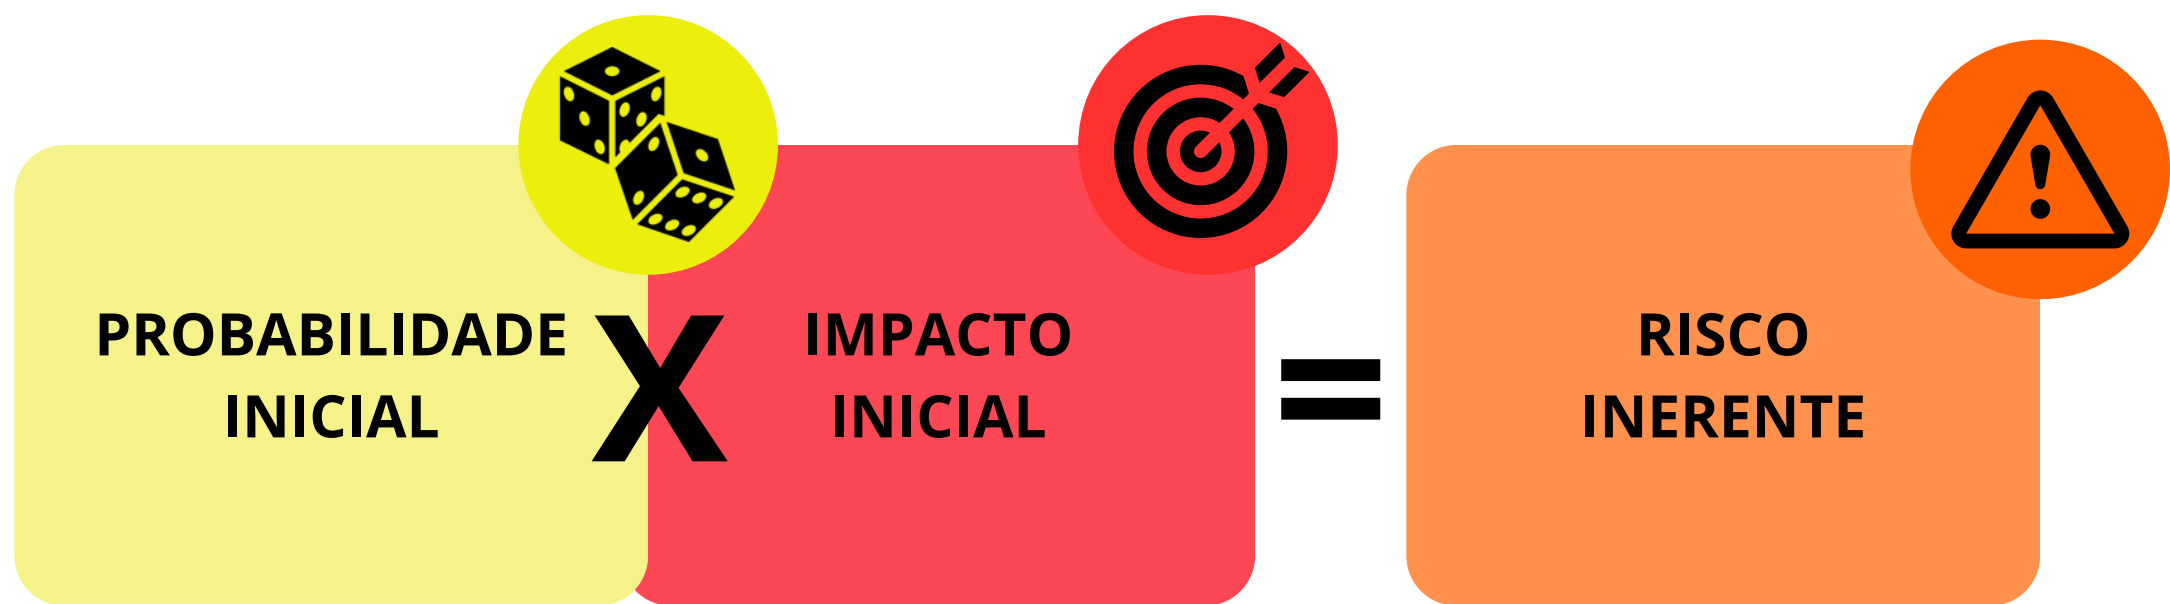 PROBABILIDADE
INICIAL
X
IMPACTO
INICIAL
=
RISCO
INERENTE